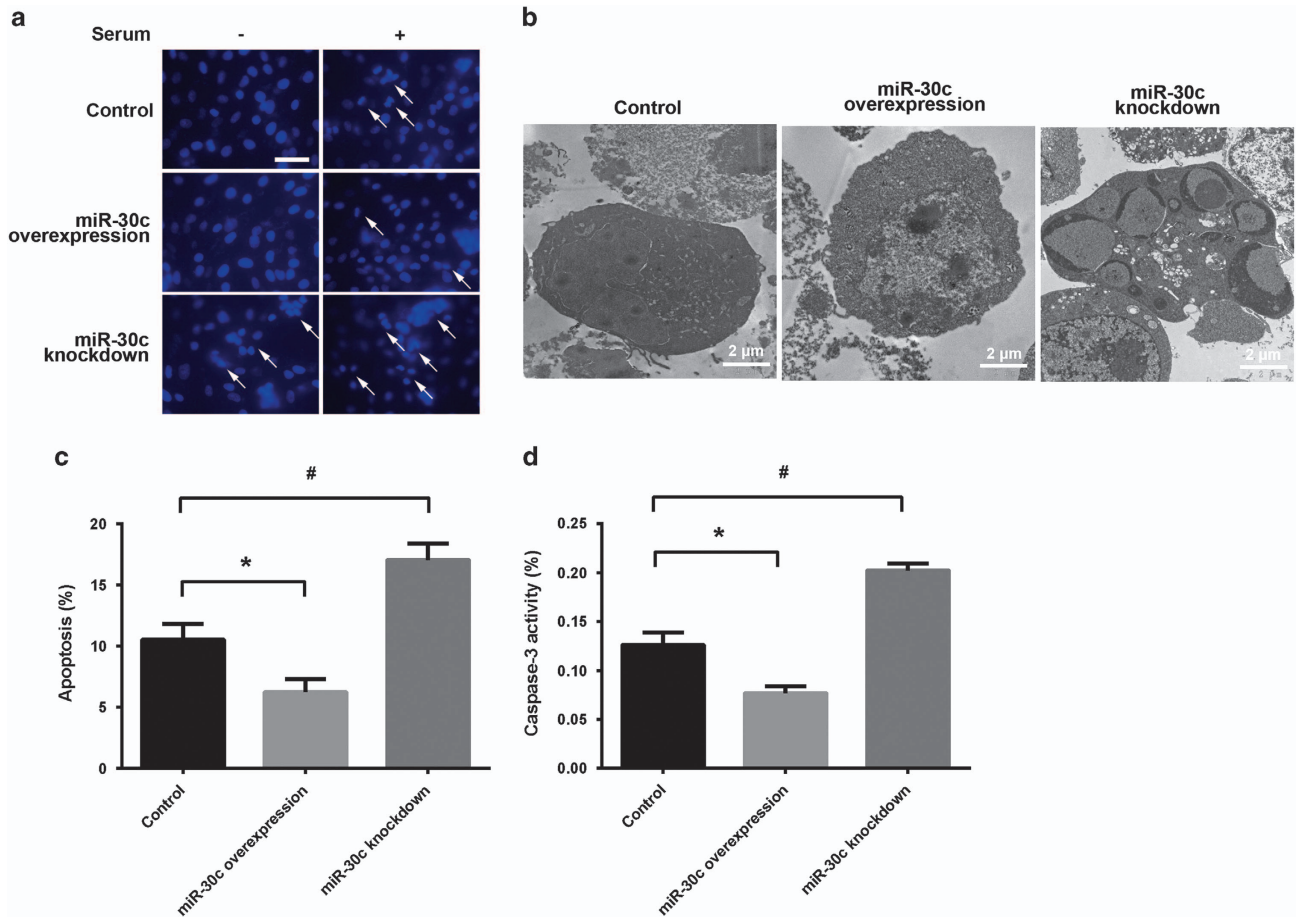 a
Serum
-
+
Control
miR-30c
overexpression
miR-30c
knockdown
b
Control
miR-30c
overexpression
miR-30c
knockdown
2 μm
2 μm
2 μm
2 μm
c
#
*
Apoptosis (%)
20
15
10
5
0
Control
miR-30c overexpression
miR-30c knockdown
d
#
*
Caspase-3 activity (%)
0.25
0.20
0.15
0.10
0.05
0.00
Control
miR-30c overexpression
miR-30c knockdown